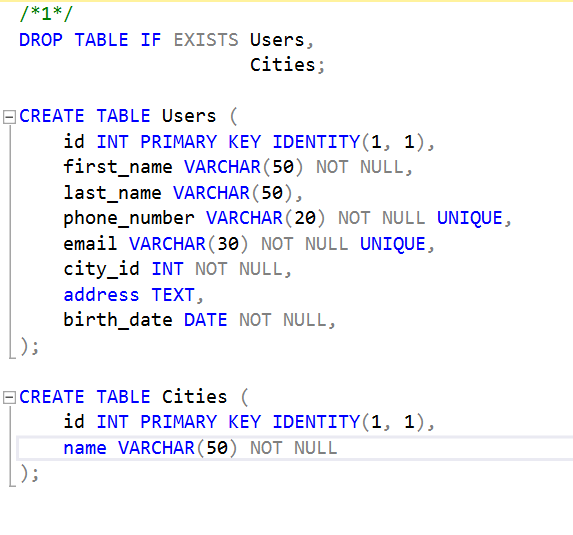 /*1*/
DROP TABLE IF EXISTS Users,
Cities;
CREATE TABLE Users (
id INT PRIMARY KEY IDENTITY(1, 1),
first_name VARCHAR(50) NOT NULL,
last_name VARCHAR(50),
phone_number VARCHAR(20) NOT NULL UNIQUE,
email VARCHAR(30) NOT NULL UNIQUE,
city_id INT NOT NULL,
address TEXT,
birth_date DATE NOT NULL,
);
CREATE TABLE Cities (
id INT PRIMARY KEY IDENTITY(1, 1),
name VARCHAR(50) NOT NULL
);